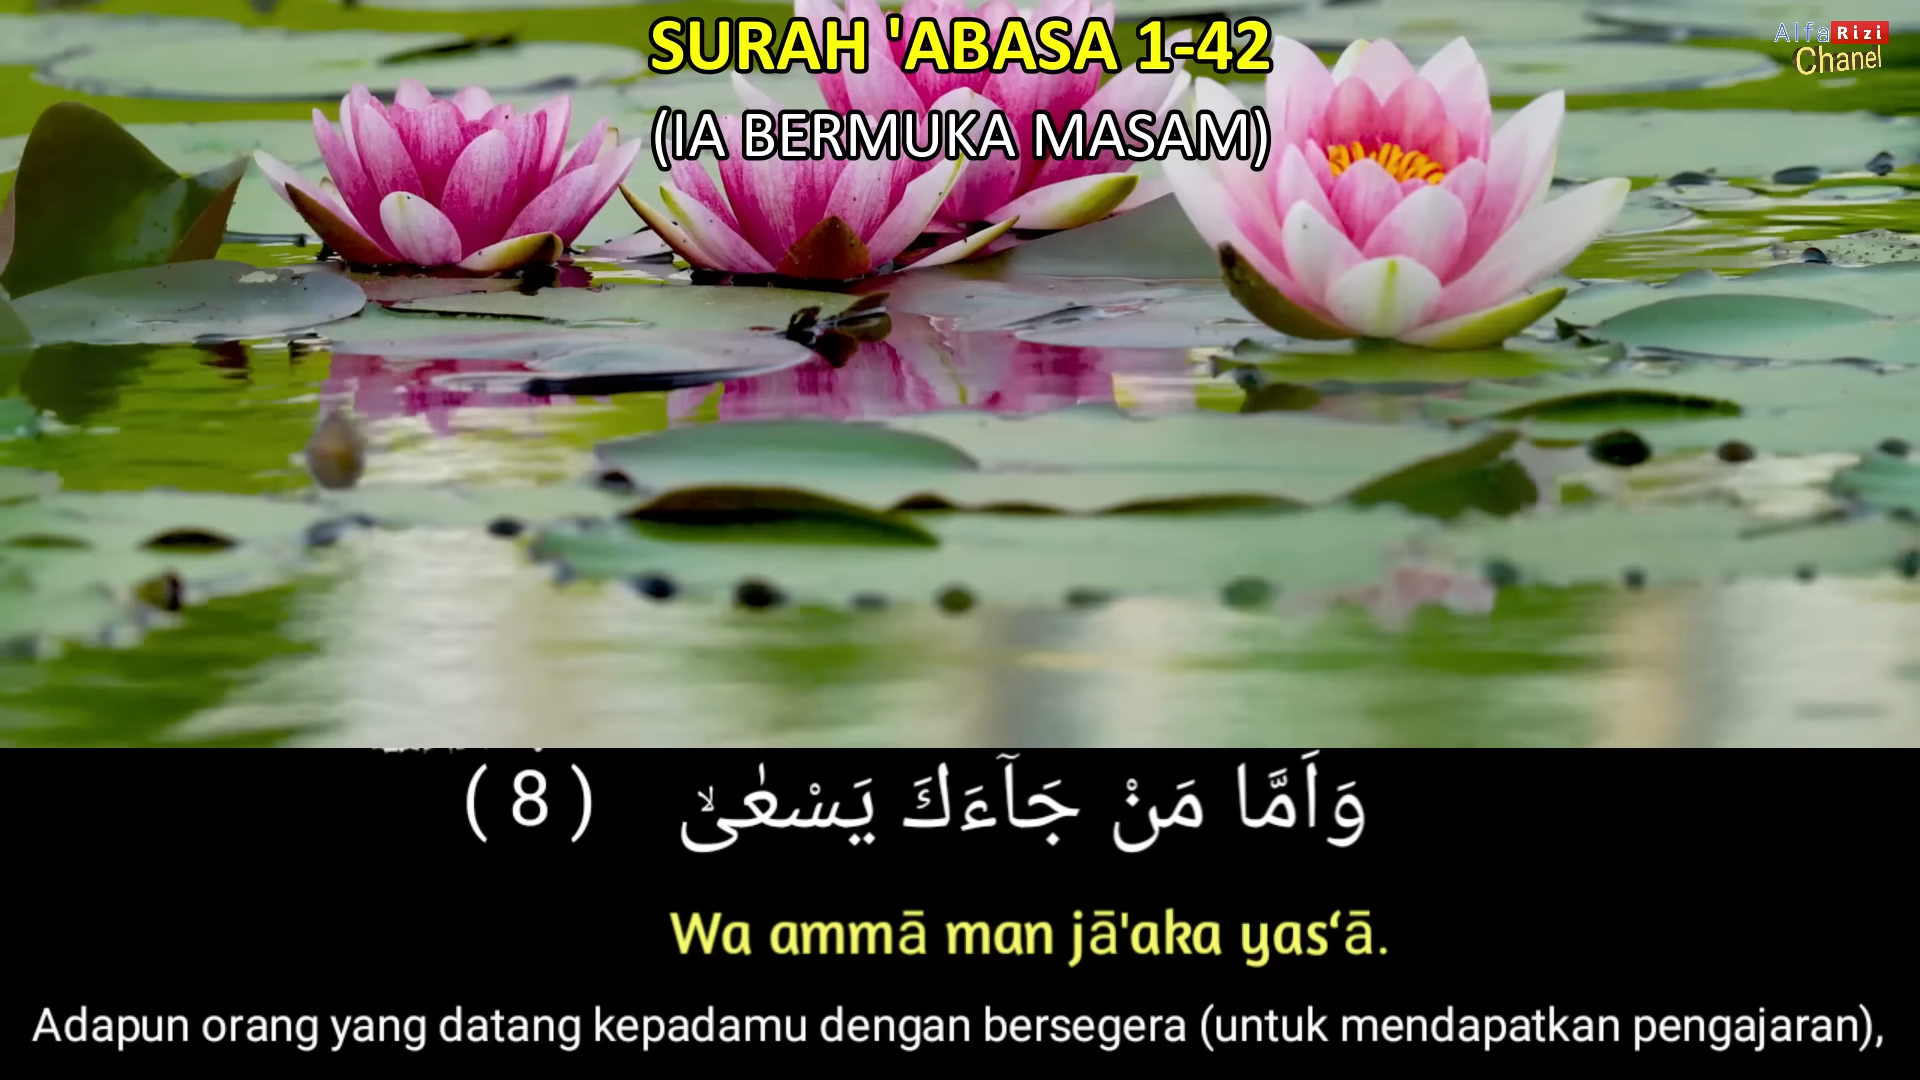 SURAH 'ABASA 1-42
(IA BERMUKA MASAM)
Alfa Rizi
Chanel
وَاَمَّا مَنْ جَاۤءَكَ يَسْعٰىۙ ( 8 )
Wa ammā man jā'aka yas‘ā.
Adapun orang yang datang kepadamu dengan bersegera (untuk mendapatkan pengajaran),